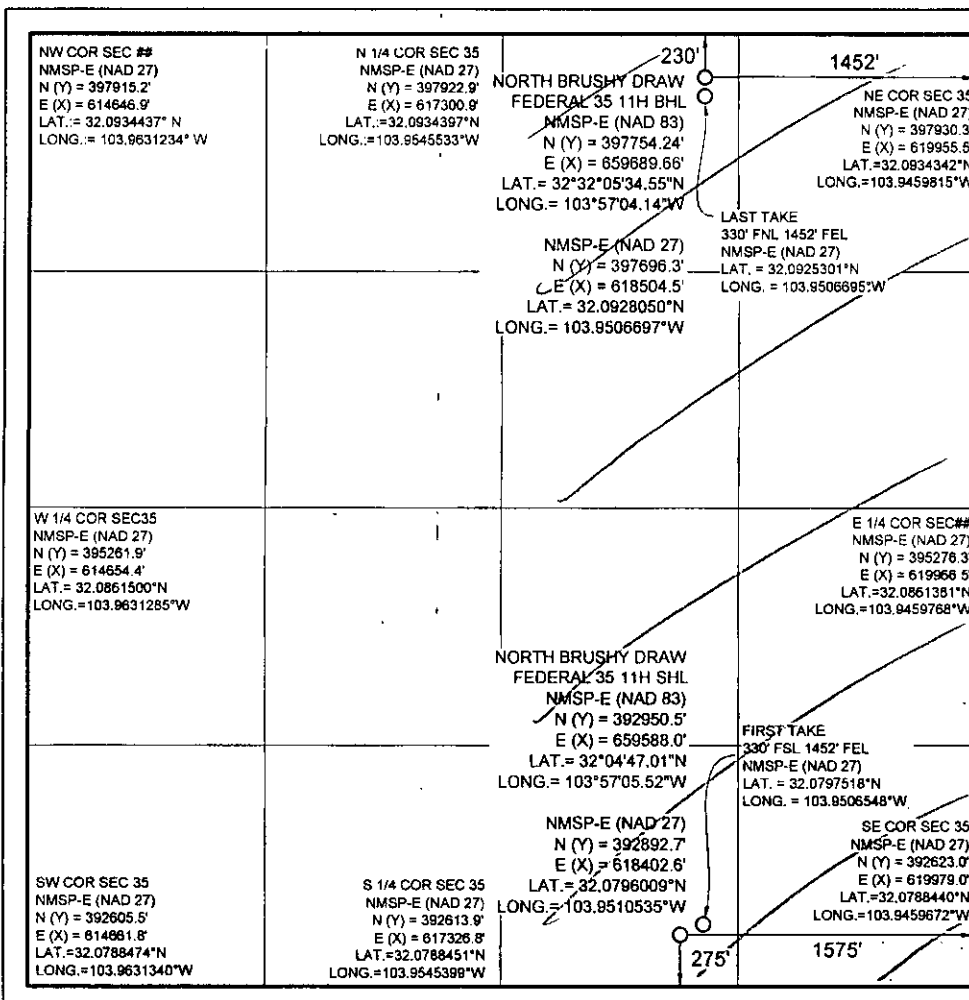 NW COR SEC ##
NMSP-E (NAD 27)
N (Y) = 397915.2'
E (X) = 614646.9'
LAT.:= 32.0934437° N
LONG.:= 103.9631234° W
N 1/4 COR SEC 35
NMSP-E (NAD 27)
N (Y) = 397922.9'
E (X) = 617300.9'
LAT.:=32.0934397°N
LONG.:=103.9545533°W
230'
1452'
NORTH BRUSHY DRAW
FEDERAL 35 11H BHL
NMSP-E (NAD 83)
N (Y) = 397754.24'
E (X) = 659689.66'
LAT.= 32°32°05'34.55"N
LONG.= 103°57'04.14"W
NMSP-E (NAD 27)
N (Y) = 397696.3'
E (X) = 618504.5'
LAT.= 32.0928050°N
LONG.= 103.9506697°W
NE COR SEC 35
NMSP-E (NAD 27)
N (Y) = 397930.3
E (X) = 619955.5
LAT.=32.0934342°N
LONG.=103.9459815°W
LAST TAKE
330' FNL 1452' FEL
NMSP-E (NAD 27)
LAT. = 32.0925301°N
LONG. = 103.9506695°W
W 1/4 COR SEC35
NMSP-E (NAD 27)
N (Y) = 395261.9'
E (X) = 614654.4'
LAT.= 32.0861500°N
LONG.=103.9631285°W
E 1/4 COR SEC##
NMSP-E (NAD 27)
N (Y) = 395276.3'
E (X) = 619966 5'
LAT.=32.0861361°N
LONG.=103.9459768°W
NORTH BRUSHY DRAW
FEDERAL 35 11H SHL
NMSP-E (NAD 83)
N (Y) = 392950.5'
E (X) = 659588.0'
LAT.= 32°04'47.01"N
LONG.= 103°57'05.52"W
NMSP-E (NAD 27)
N (Y) = 392892.7'
E (X) = 618402.6'
LAT.= 32.0796009°N
LONG.=103.9510535°W
FIRST TAKE
330' FSL 1452' FEL
NMSP-E (NAD 27)
LAT. = 32.0797518°N
LONG. = 103.9506548°W
SW COR SEC 35
NMSP-E (NAD 27)
N (Y) = 392605.5'
E (X) = 614661.8'
LAT.=32.0788474°N
LONG.=103.9631340°W
S 1/4 COR SEC 35
NMSP-E (NAD 27)
N (Y) = 392613.9'
E (X) = 617326.8'
LAT.=32.0788451°N
LONG.=103.9545399°W
SE COR SEC 35
NMSP-E (NAD 27)
N (Y) = 392623.0'
E (X) = 619979.0'
LAT.=32.0788440°N
LONG.=103.9459672°W
275'
1575'